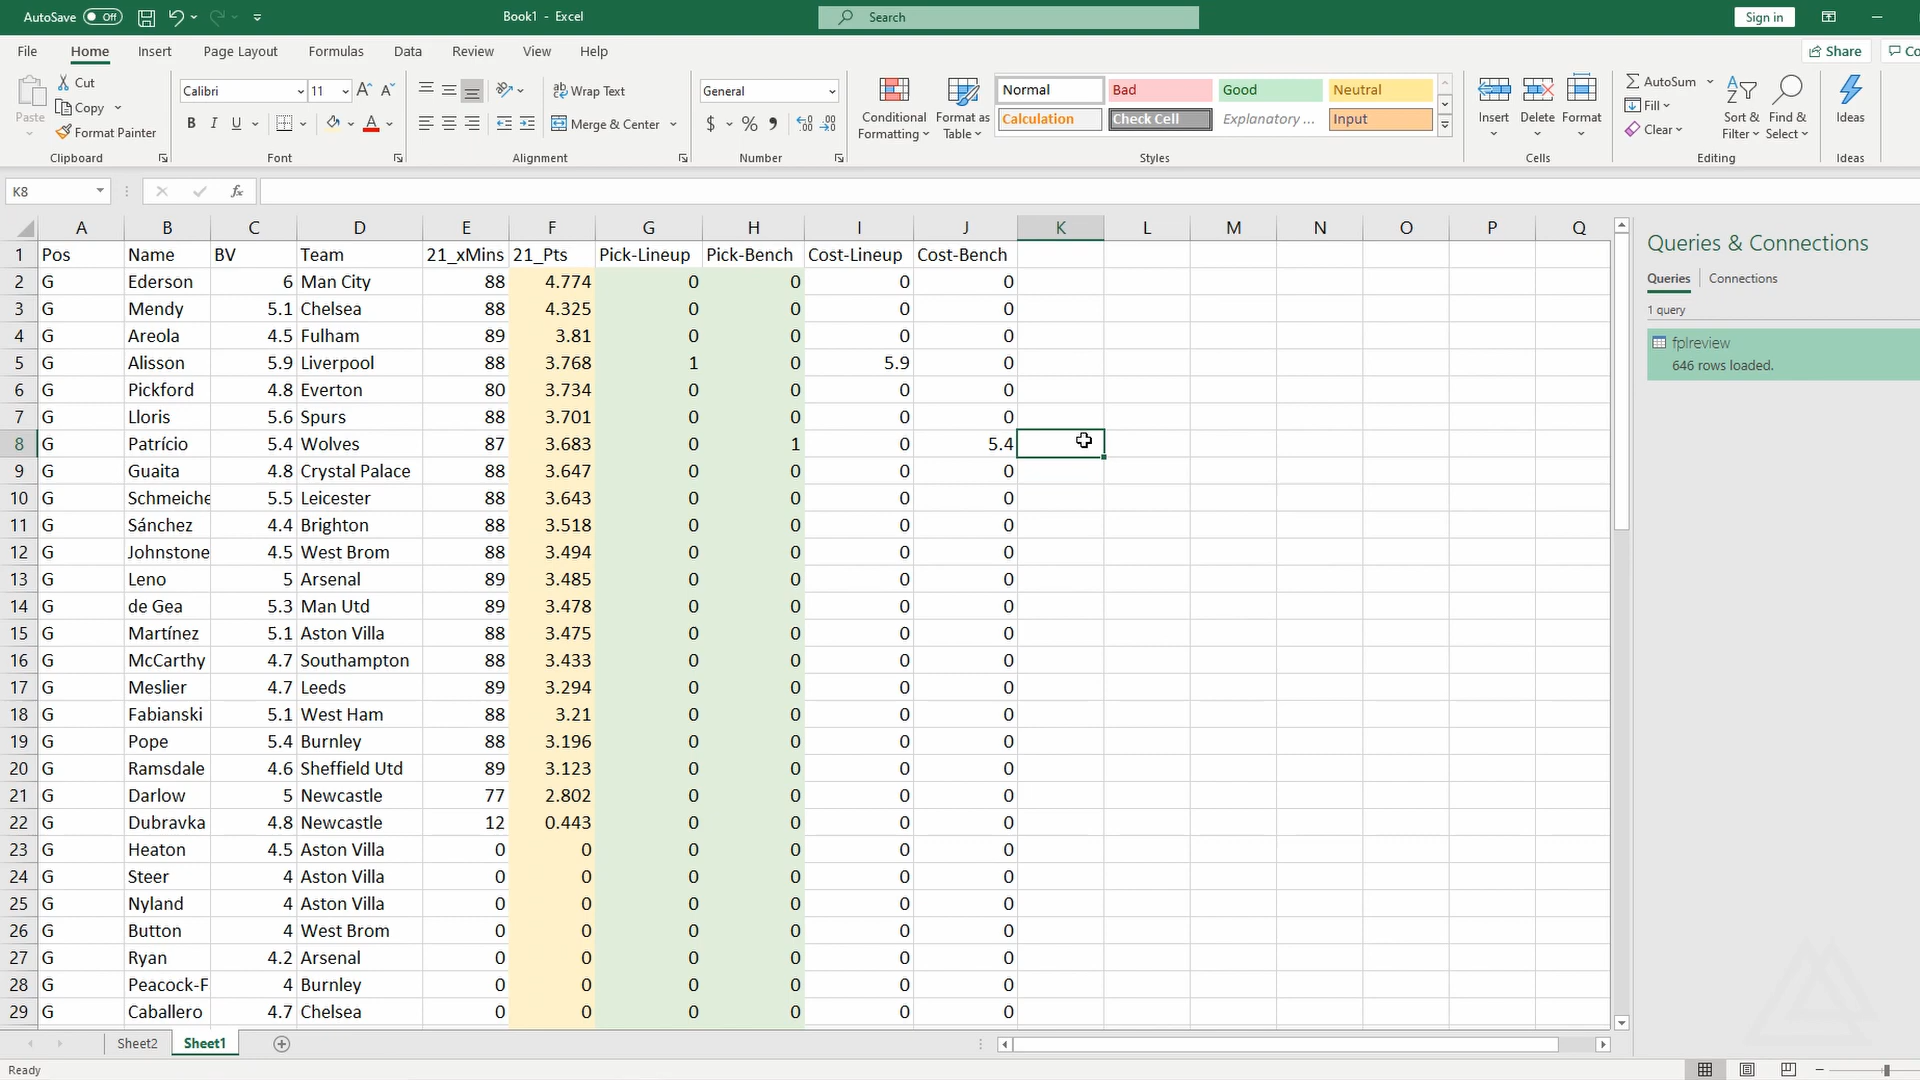 AutoSave Off Book1 - Excel Search Sign in
File Home Insert Page Layout Formulas Data Review View Help Share Co
Paste Cut Copy Format Painter Clipboard
Calibri 11 B I U Font
Wrap Text Merge & Center Alignment
General $ % Number
Conditional Formatting Format as Table
Normal Bad Good Neutral
Calculation Check Cell Explanatory ... Input
Styles
Insert Delete Format Cells
AutoSum Fill Clear Sort & Filter Find & Select Editing
Ideas Ideas
K8 fx
A B C D E F G H I J K L M N O P Q
1 Pos Name BV Team 21_xMins 21_Pts Pick-Lineup Pick-Bench Cost-Lineup Cost-Bench
2 G Ederson 6 Man City 88 4.774 0 0 0 0
3 G Mendy 5.1 Chelsea 88 4.325 0 0 0 0
4 G Areola 4.5 Fulham 89 3.81 0 0 0 0
5 G Alisson 5.9 Liverpool 88 3.768 1 0 5.9 0
6 G Pickford 4.8 Everton 80 3.734 0 0 0 0
7 G Lloris 5.6 Spurs 88 3.701 0 0 0 0
8 G Patrício 5.4 Wolves 87 3.683 0 1 0 5.4
9 G Guaita 4.8 Crystal Palace 88 3.647 0 0 0 0
10 G Schmeiche 5.5 Leicester 88 3.643 0 0 0 0
11 G Sánchez 4.4 Brighton 88 3.518 0 0 0 0
12 G Johnstone 4.5 West Brom 88 3.494 0 0 0 0
13 G Leno 5 Arsenal 89 3.485 0 0 0 0
14 G de Gea 5.3 Man Utd 89 3.478 0 0 0 0
15 G Martínez 5.1 Aston Villa 88 3.475 0 0 0 0
16 G McCarthy 4.7 Southampton 88 3.433 0 0 0 0
17 G Meslier 4.7 Leeds 89 3.294 0 0 0 0
18 G Fabianski 5.1 West Ham 88 3.21 0 0 0 0
19 G Pope 5.4 Burnley 88 3.196 0 0 0 0
20 G Ramsdale 4.6 Sheffield Utd 89 3.123 0 0 0 0
21 G Darlow 5 Newcastle 77 2.802 0 0 0 0
22 G Dubravka 4.8 Newcastle 12 0.443 0 0 0 0
23 G Heaton 4.5 Aston Villa 0 0 0 0 0 0
24 G Steer 4 Aston Villa 0 0 0 0 0 0
25 G Nyland 4 Aston Villa 0 0 0 0 0 0
26 G Button 4 West Brom 0 0 0 0 0 0
27 G Ryan 4.2 Arsenal 0 0 0 0 0 0
28 G Peacock-F 4 Burnley 0 0 0 0 0 0
29 G Caballero 4.7 Chelsea 0 0 0 0 0 0
Queries & Connections
Queries Connections
1 query
fplreview
646 rows loaded.
Sheet2 Sheet1
Ready